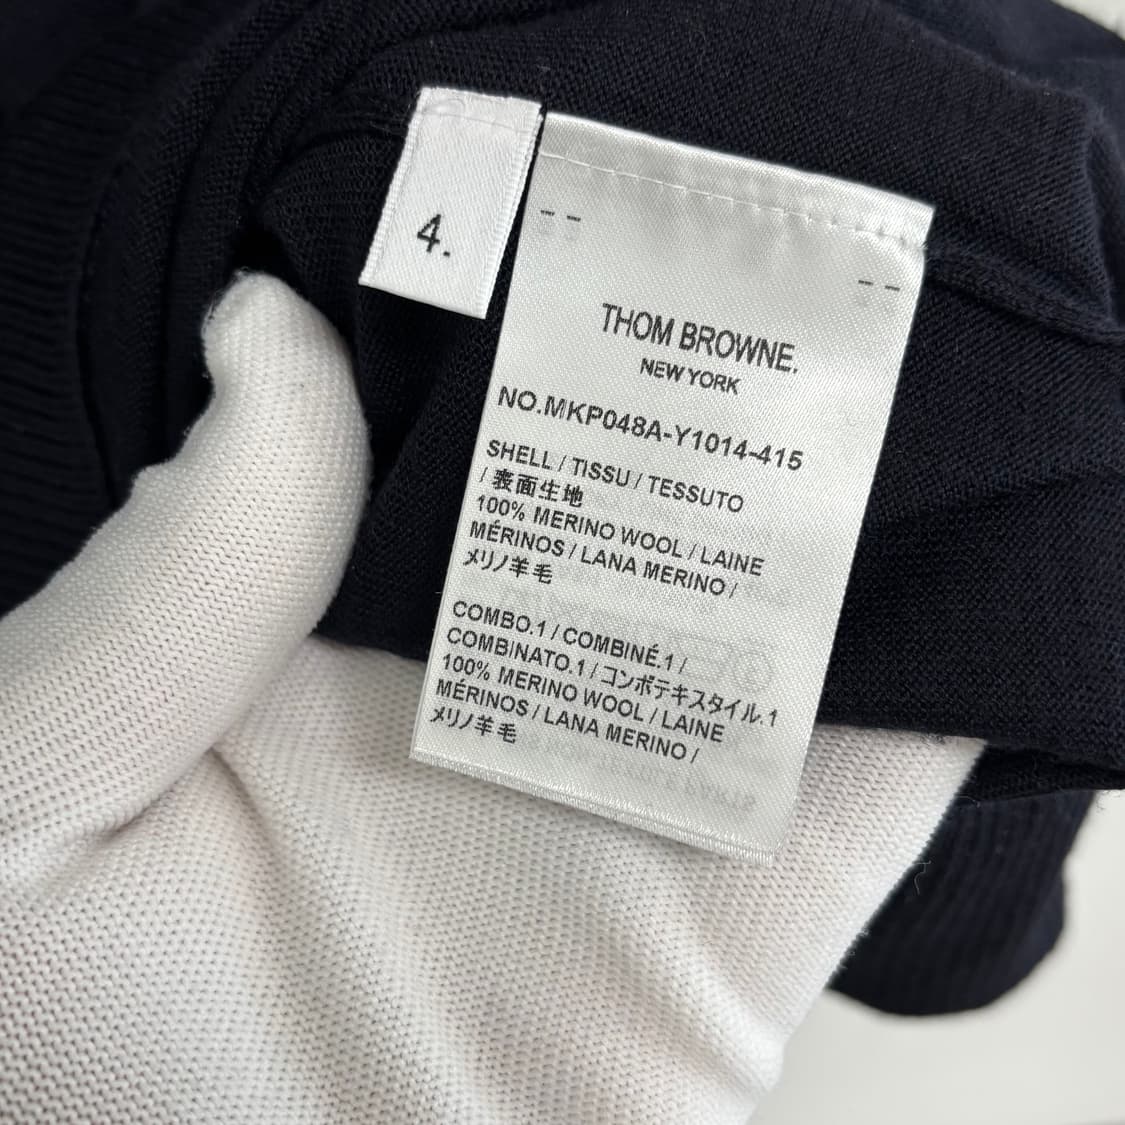 4.
THOM BROWNE.
NEW YORK
NO.MKP048A-Y1014-415
SHELL / TISSU / TESSUTO
/ 表面生地
100% MERINO WOOL / LAINE
MÉRINOS / LANA MERINO /
メリノ羊毛
COMBO.1 / COMBINÉ.1 /
COMBINATO.1 / コンポテキスタイル.1
100% MERINO WOOL / LAINE
MÉRINOS / LANA MERINO /
メリノ羊毛